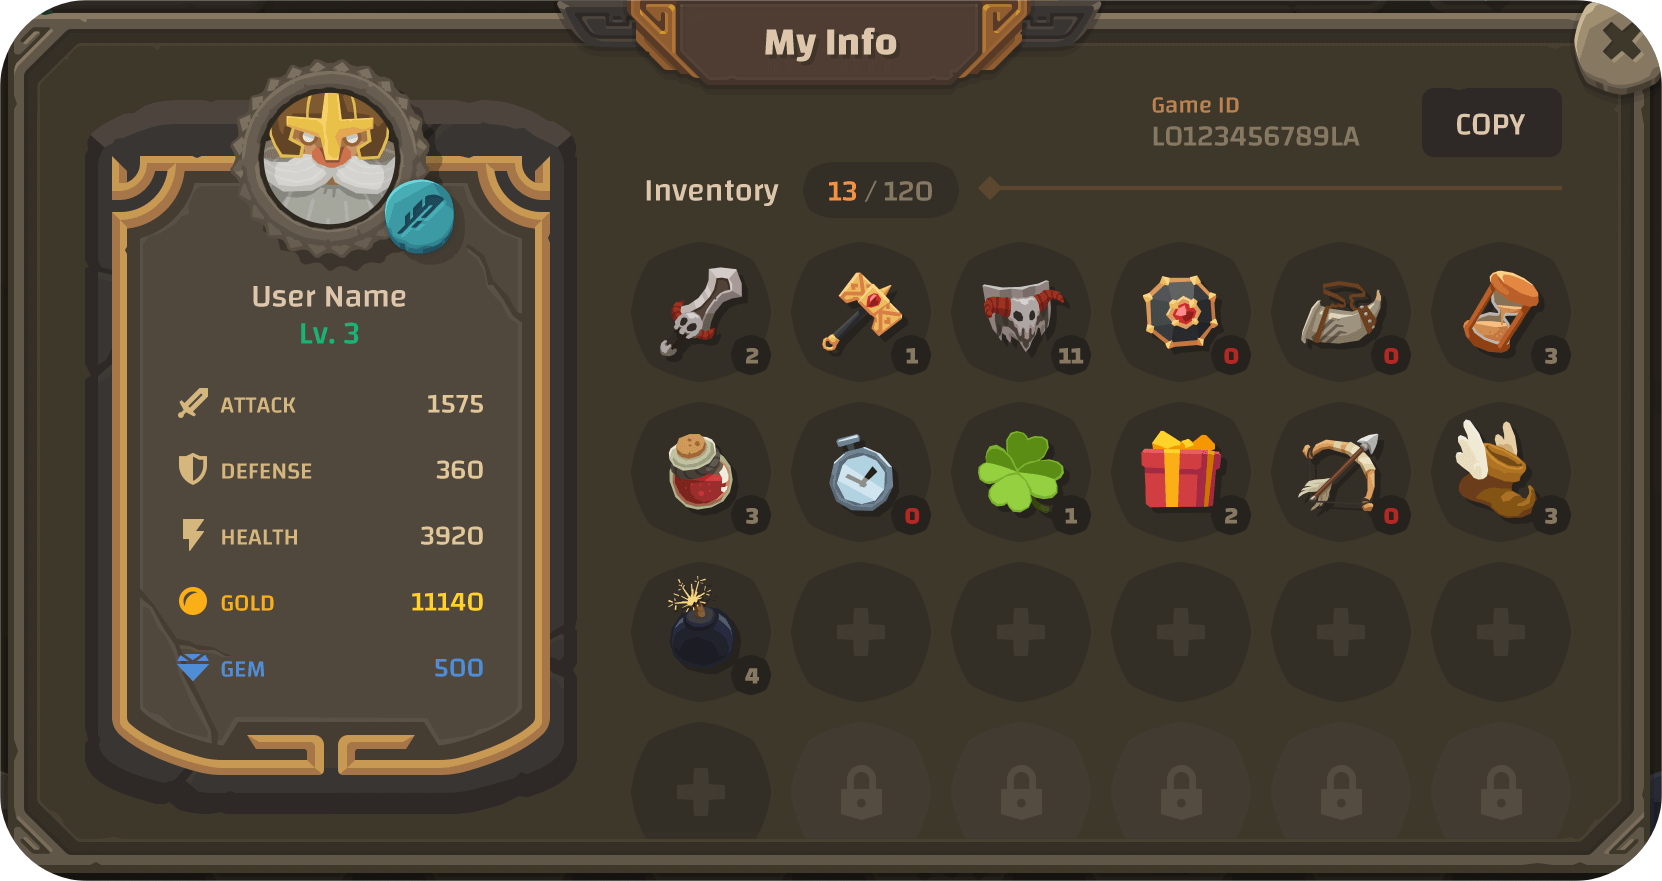 My Info
Game ID
LO123456789LA
COPY
Inventory 13 / 120
User Name
Lv. 3
ATTACK 1575
DEFENSE 360
HEALTH 3920
GOLD 11140
GEM 500
2 1 11 0 0 3
3 0 1 2 0 3
4